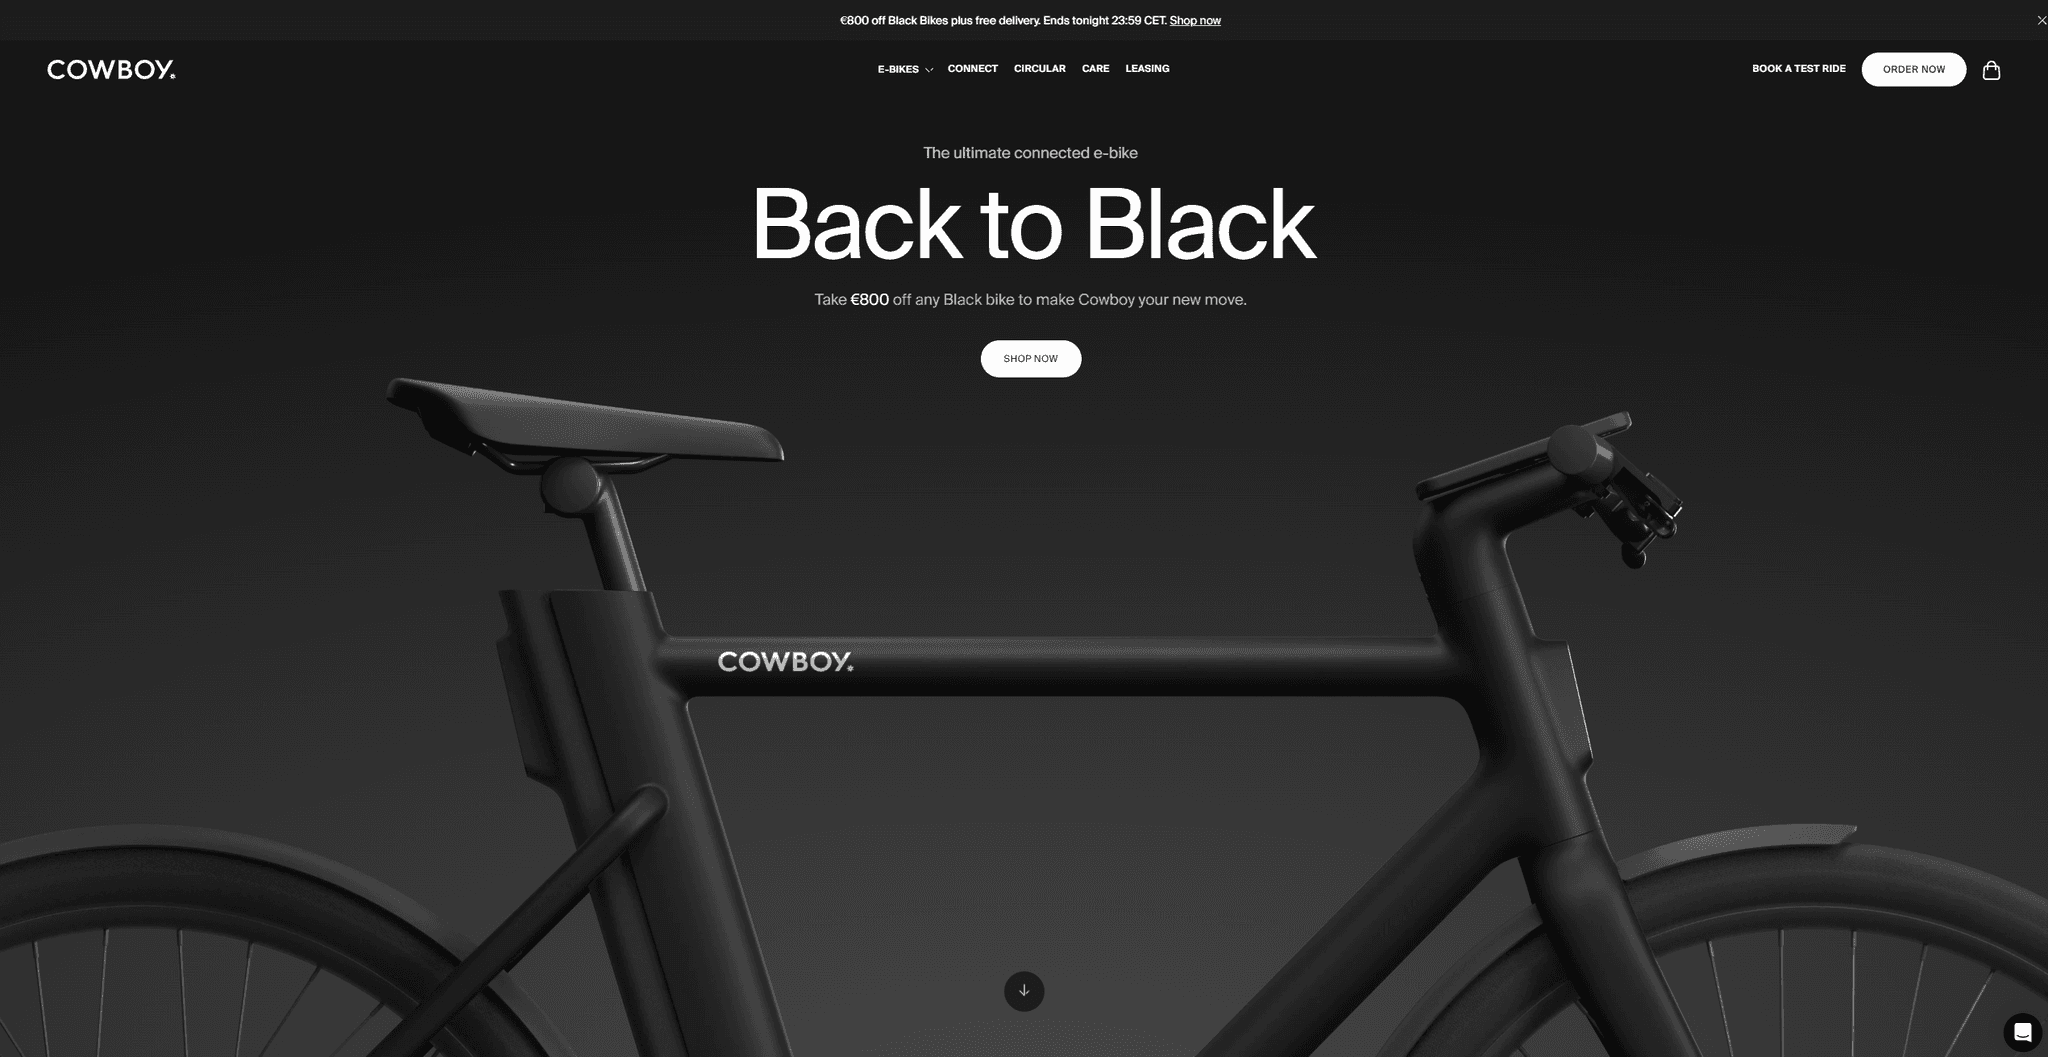 €800 off Black Bikes plus free delivery. Ends tonight 23:59 CET. Shop now
COWBOY
E-BIKES CONNECT CIRCULAR CARE LEASING
BOOK A TEST RIDE ORDER NOW
The ultimate connected e-bike
Back to Black
Take €800 off any Black bike to make Cowboy your new move.
SHOP NOW
COWBOY